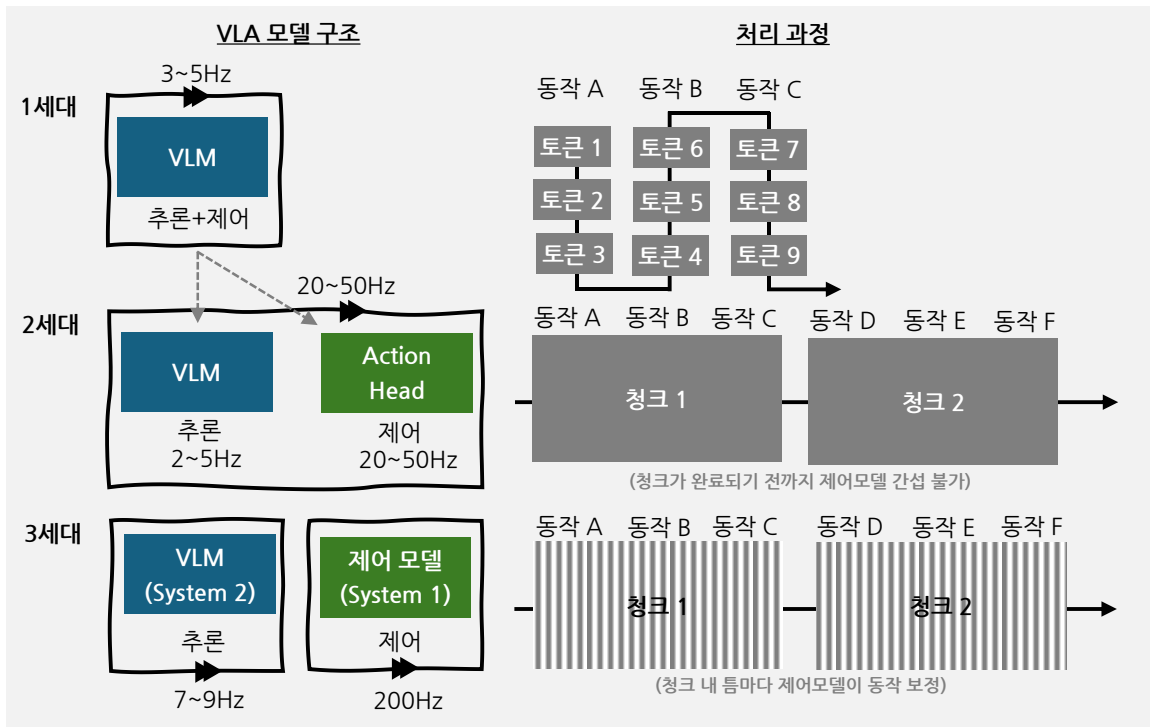 VLA 모델 구조
처리 과정
1세대
3~5Hz
VLM
추론+제어
동작 A 동작 B 동작 C
토큰 1 토큰 6 토큰 7
토큰 2 토큰 5 토큰 8
토큰 3 토큰 4 토큰 9
2세대
20~50Hz
VLM
추론
2~5Hz
Action
Head
제어
20~50Hz
동작 A 동작 B 동작 C 동작 D 동작 E 동작 F
청크 1 청크 2
(청크가 완료되기 전까지 제어모델 간섭 불가)
3세대
VLM
(System 2)
추론
7~9Hz
제어 모델
(System 1)
제어
200Hz
동작 A 동작 B 동작 C 동작 D 동작 E 동작 F
청크 1 청크 2
(청크 내 틈마다 제어모델이 동작 보정)